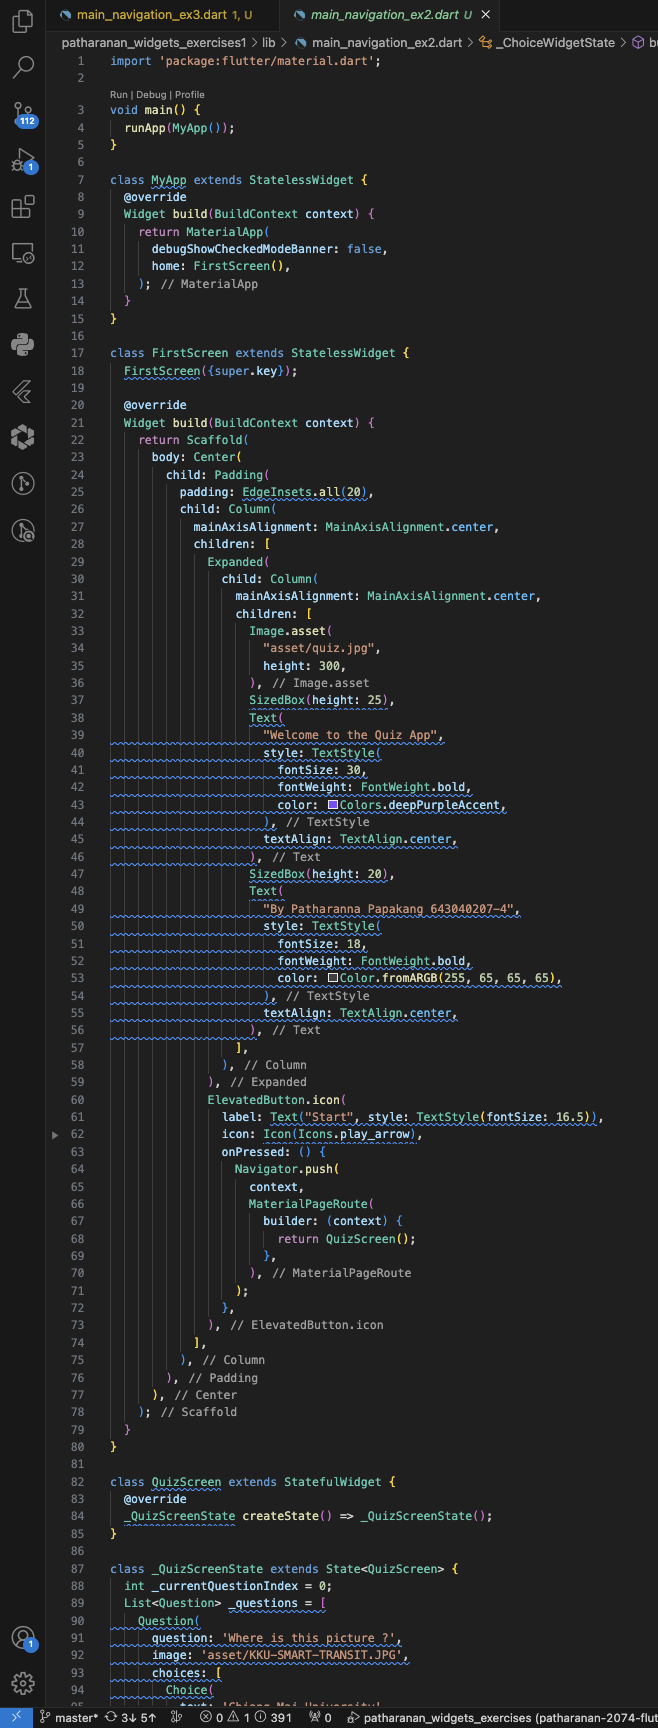 main_navigation_ex3.dart 1, U
main_navigation_ex2.dart U
patharanan_widgets_exercises1 > lib > main_navigation_ex2.dart > _ChoiceWidgetState >
1 import 'package:flutter/material.dart';
2
Run | Debug | Profile
3 void main() {
4 runApp(MyApp());
5 }
6
7 class MyApp extends StatelessWidget {
8 @override
9 Widget build(BuildContext context) {
10 return MaterialApp(
11 debugShowCheckedModeBanner: false,
12 home: FirstScreen(),
13 ); // MaterialApp
14 }
15 }
16
17 class FirstScreen extends StatelessWidget {
18 FirstScreen({super.key});
19
20 @override
21 Widget build(BuildContext context) {
22 return Scaffold(
23 body: Center(
24 child: Padding(
25 padding: EdgeInsets.all(20),
26 child: Column(
27 mainAxisAlignment: MainAxisAlignment.center,
28 children: [
29 Expanded(
30 child: Column(
31 mainAxisAlignment: MainAxisAlignment.center,
32 children: [
33 Image.asset(
34 "asset/quiz.jpg",
35 height: 300,
36 ), // Image.asset
37 SizedBox(height: 25),
38 Text(
39 "Welcome to the Quiz App",
40 style: TextStyle(
41 fontSize: 30,
42 fontWeight: FontWeight.bold,
43 color: Colors.deepPurpleAccent,
44 ), // TextStyle
45 textAlign: TextAlign.center,
46 ), // Text
47 SizedBox(height: 20),
48 Text(
49 "By Patharanna Papakang 643040207-4",
50 style: TextStyle(
51 fontSize: 18,
52 fontWeight: FontWeight.bold,
53 color: Color.fromARGB(255, 65, 65, 65),
54 ), // TextStyle
55 textAlign: TextAlign.center,
56 ), // Text
57 ],
58 ), // Column
59 ), // Expanded
60 ElevatedButton.icon(
61 label: Text("Start", style: TextStyle(fontSize: 16.5)),
62 icon: Icon(Icons.play_arrow),
63 onPressed: () {
64 Navigator.push(
65 context,
66 MaterialPageRoute(
67 builder: (context) {
68 return QuizScreen();
69 },
70 ), // MaterialPageRoute
71 );
72 },
73 ), // ElevatedButton.icon
74 ],
75 ), // Column
76 ), // Padding
77 ), // Center
78 ); // Scaffold
79 }
80 }
81
82 class QuizScreen extends StatefulWidget {
83 @override
84 _QuizScreenState createState() => _QuizScreenState();
85 }
86
87 class _QuizScreenState extends State<QuizScreen> {
88 int _currentQuestionIndex = 0;
89 List<Question> _questions = [
90 Question(
91 question: 'Where is this picture ?',
92 image: 'asset/KKU-SMART-TRANSIT.JPG',
93 choices: [
94 Choice(
95 text: 'Chiang Mai University'
112
1
1
master* 3↓ 5↑ 0 1 391 0 patharanan_widgets_exercises (patharanan-2074-flut